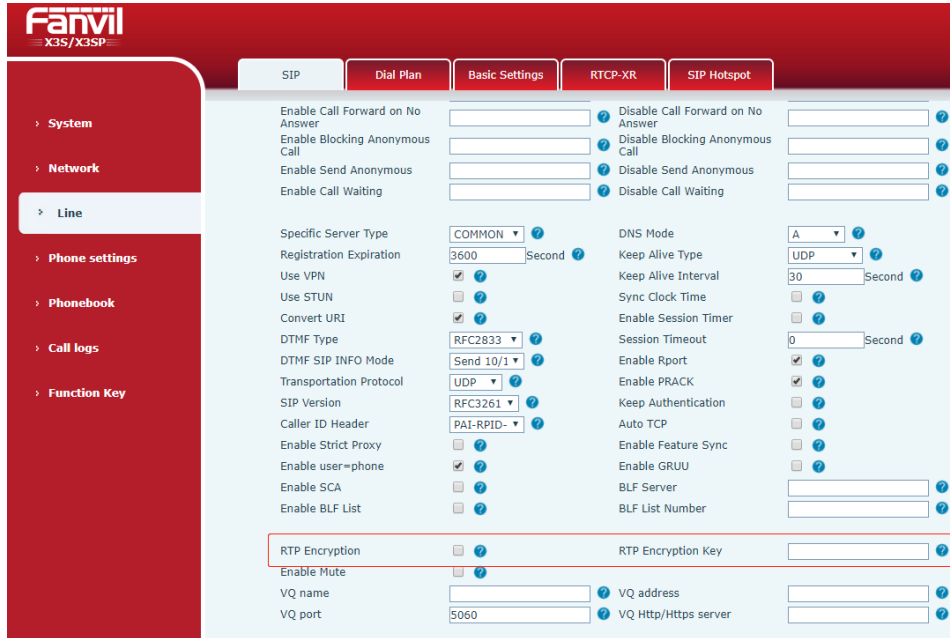 Fanvil
X3S/X3SP
SIP
Dial Plan
Basic Settings
RTCP-XR
SIP Hotspot
System
Network
Line
Phone settings
Phonebook
Call logs
Function Key
Enable Call Forward on No
Answer
?
Disable Call Forward on No
Answer
?
Enable Blocking Anonymous
Call
?
Disable Blocking Anonymous
Call
?
Enable Send Anonymous ? Disable Send Anonymous ?
Enable Call Waiting ? Disable Call Waiting ?
Specific Server Type COMMON ? DNS Mode A ?
Registration Expiration 3600 Second ? Keep Alive Type UDP ?
Use VPN ? Keep Alive Interval 30 Second ?
Use STUN ? Sync Clock Time ?
Convert URI ? Enable Session Timer ?
DTMF Type RFC2833 ? Session Timeout 0 Second ?
DTMF SIP INFO Mode Send 10/1 ? Enable Rport ?
Transportation Protocol UDP ? Enable PRACK ?
SIP Version RFC3261 ? Keep Authentication ?
Caller ID Header PAI-RPID- ? Auto TCP ?
Enable Strict Proxy ? Enable Feature Sync ?
Enable user=phone ? Enable GRUU ?
Enable SCA ? BLF Server ?
Enable BLF List ? BLF List Number ?
RTP Encryption ? RTP Encryption Key ?
Enable Mute ?
VQ name ? VQ address ?
VQ port 5060 ? VQ Http/Https server ?